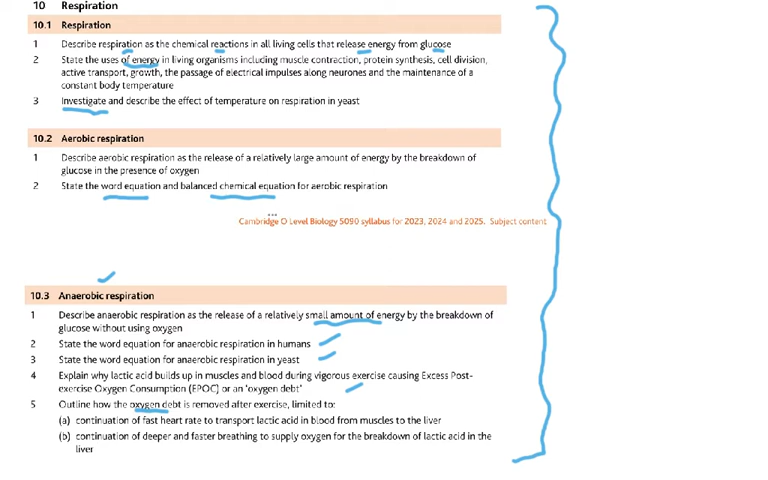 10 Respiration
10.1 Respiration
1 Describe respiration as the chemical reactions in all living cells that release energy from glucose
2 State the uses of energy in living organisms including muscle contraction, protein synthesis, cell division,
active transport, growth, the passage of electrical impulses along neurones and the maintenance of a
constant body temperature
3 Investigate and describe the effect of temperature on respiration in yeast
10.2 Aerobic respiration
1 Describe aerobic respiration as the release of a relatively large amount of energy by the breakdown of
glucose in the presence of oxygen
2 State the word equation and balanced chemical equation for aerobic respiration
Cambridge O Level Biology 5090 syllabus for 2023, 2024 and 2025. Subject content
10.3 Anaerobic respiration
1 Describe anaerobic respiration as the release of a relatively small amount of energy by the breakdown of
glucose without using oxygen
2 State the word equation for anaerobic respiration in humans
3 State the word equation for anaerobic respiration in yeast
4 Explain why lactic acid builds up in muscles and blood during vigorous exercise causing Excess Post-
exercise Oxygen Consumption (EPOC) or an 'oxygen debt'
5 Outline how the oxygen debt is removed after exercise, limited to:
(a) continuation of fast heart rate to transport lactic acid in blood from muscles to the liver
(b) continuation of deeper and faster breathing to supply oxygen for the breakdown of lactic acid in the
liver